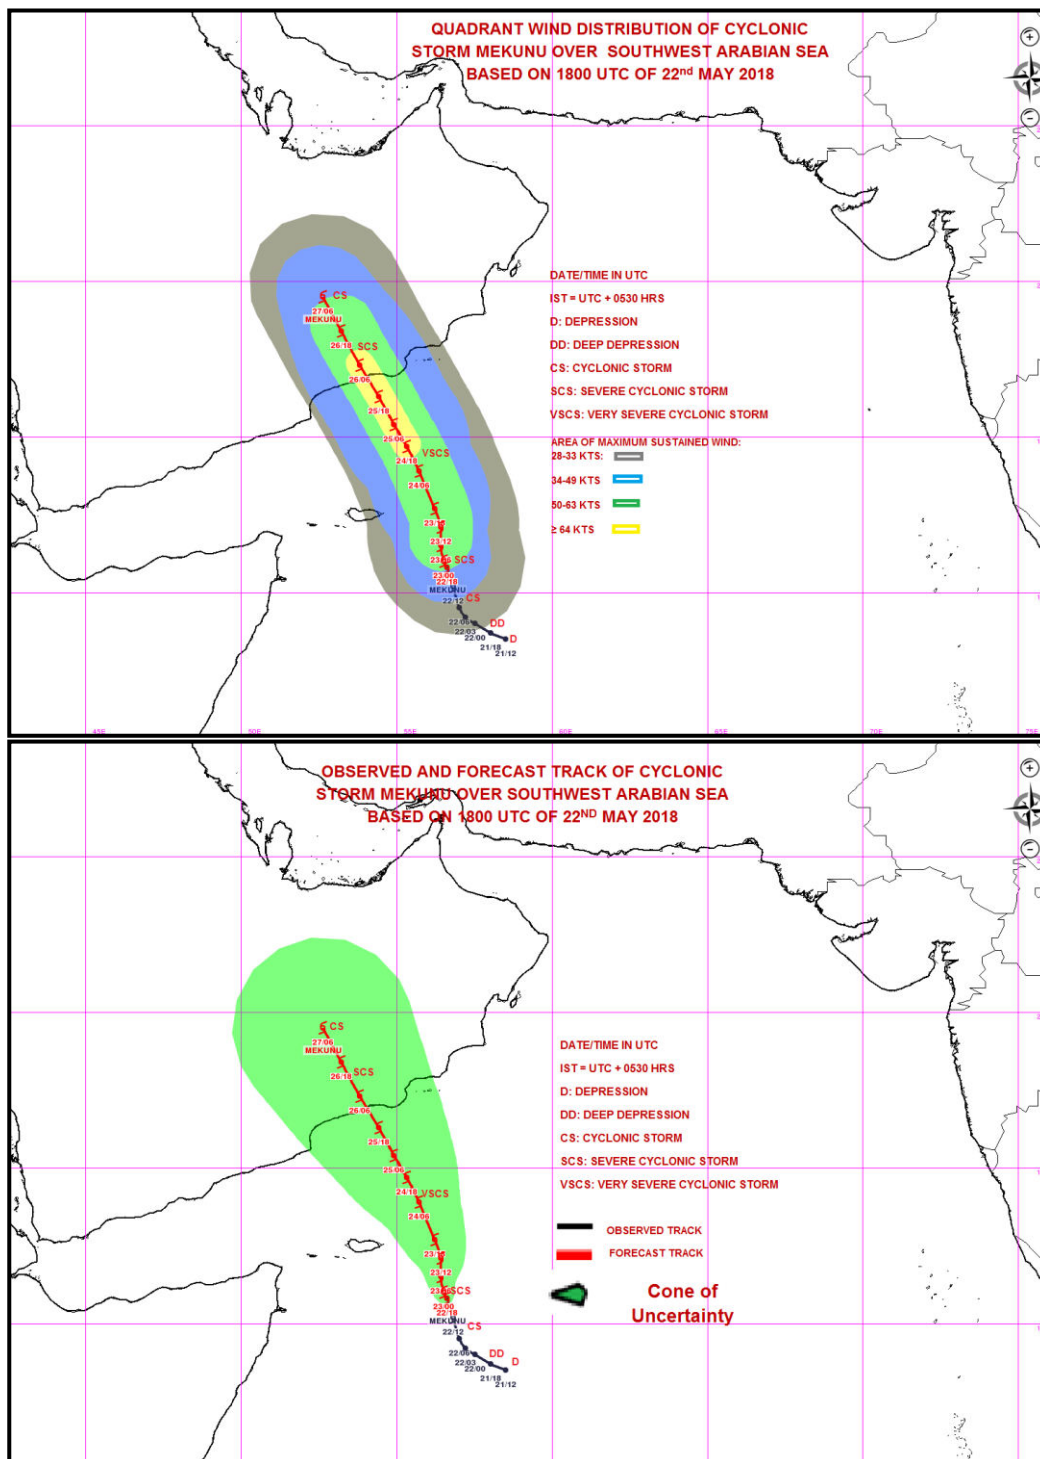 QUADRANT WIND DISTRIBUTION OF CYCLONIC
STORM MEKUNU OVER SOUTHWEST ARABIAN SEA
BASED ON 1800 UTC OF 22nd MAY 2018
DATE/TIME IN UTC
IST = UTC + 0530 HRS
D: DEPRESSION
DD: DEEP DEPRESSION
CS: CYCLONIC STORM
SCS: SEVERE CYCLONIC STORM
VSCS: VERY SEVERE CYCLONIC STORM
AREA OF MAXIMUM SUSTAINED WIND:
28-33 KTS:
34-49 KTS
50-63 KTS
≥ 64 KTS
CS
27/06
MEKUNU
26/18
SCS
26/06
25/18
25/06
24/18
VSCS
24/06
23/12
SCS
23/00
22/18
MEKUNU
22/12
CS
22/03
22/00
DD
21/18
D
21/12
45E
50E
55E
60E
65E
70E
75E
OBSERVED AND FORECAST TRACK OF CYCLONIC
STORM MEKUNU OVER SOUTHWEST ARABIAN SEA
BASED ON 1800 UTC OF 22ND MAY 2018
DATE/TIME IN UTC
IST = UTC + 0530 HRS
D: DEPRESSION
DD: DEEP DEPRESSION
CS: CYCLONIC STORM
SCS: SEVERE CYCLONIC STORM
VSCS: VERY SEVERE CYCLONIC STORM
OBSERVED TRACK
FORECAST TRACK
Cone of
Uncertainty
CS
27/06
MEKUNU
SCS
26/18
26/06
25/18
25/06
24/18
VSCS
24/06
23/12
SCS
23/00
22/18
MEKUNU
22/12
CS
22/03
22/00
DD
21/18
D
21/12